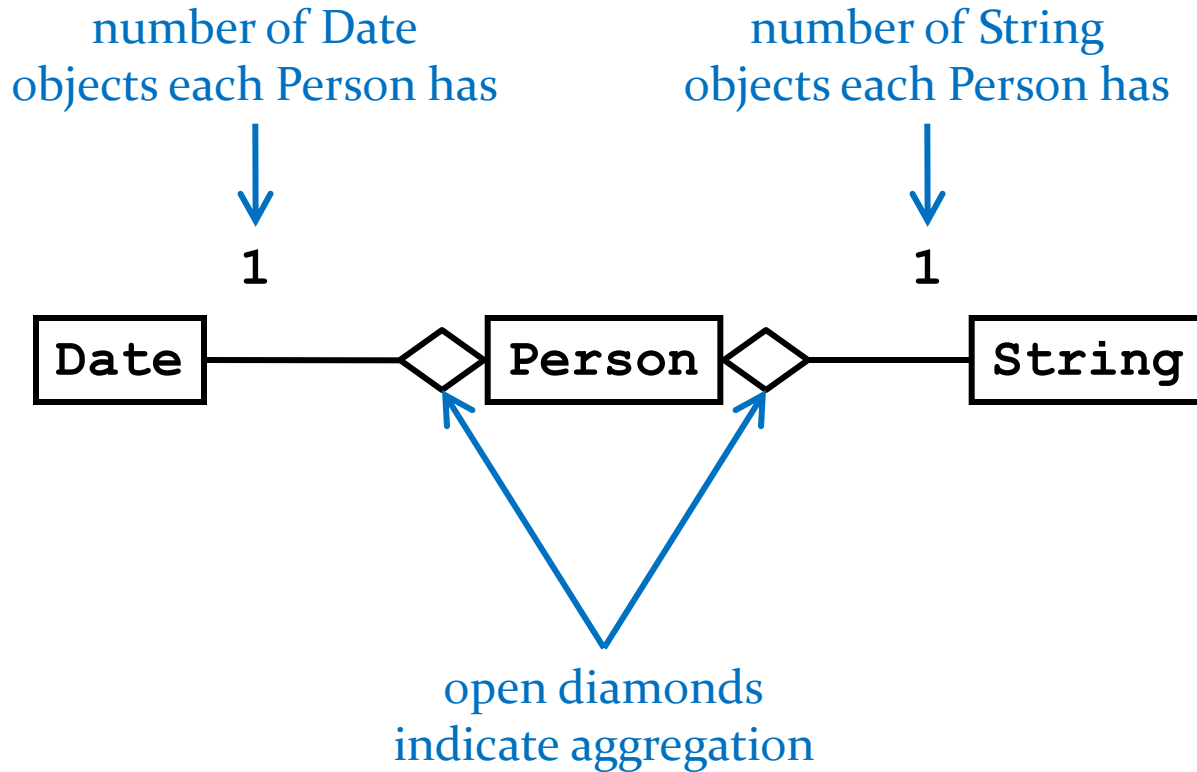 number of Date
objects each Person has
number of String
objects each Person has
1
1
Date
Person
String
open diamonds
indicate aggregation